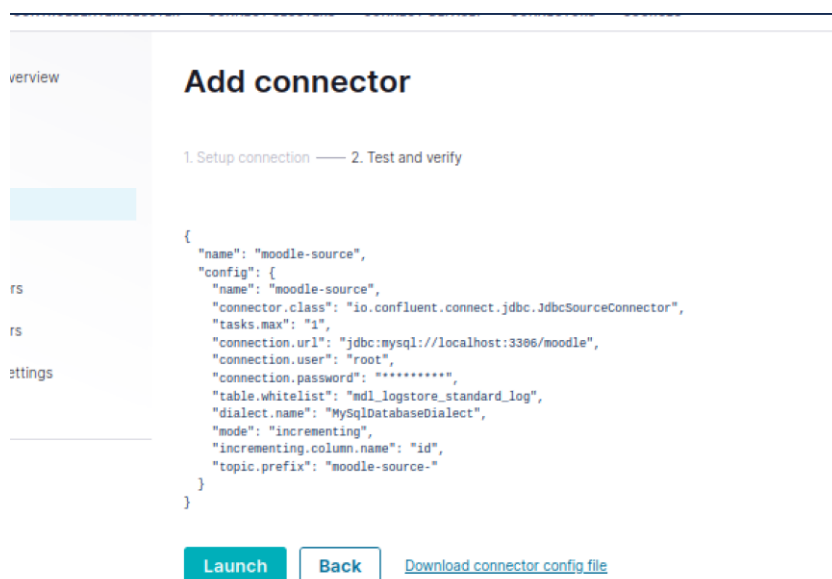 verview
Add connector
1. Setup connection
2. Test and verify
{
"name": "moodle-source",
"config": {
"name": "moodle-source",
"connector.class": "io.confluent.connect.jdbc.JdbcSourceConnector",
"tasks.max": "1",
"connection.url": "jdbc:mysql://localhost:3306/moodle",
"connection.user": "root",
"connection.password": "*********",
"table.whitelist": "mdl_logstore_standard_log",
"dialect.name": "MySqlDatabaseDialect",
"mode": "incrementing",
"incrementing.column.name": "id",
"topic.prefix": "moodle-source-"
}
}
rs
rs
ettings
Launch
Back
Download connector config file